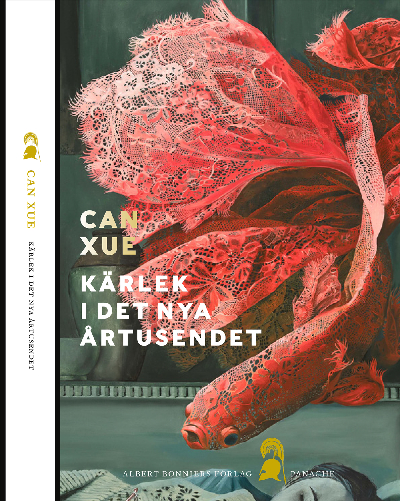 CAN XUE
KÄRLEK I DET NYA ÅRTUSENDET
CAN
XUE
KÄRLEK
I DET NYA
ÅRTUSENDET
ALBERT BONNIERS FÖRLAG
PANACHE